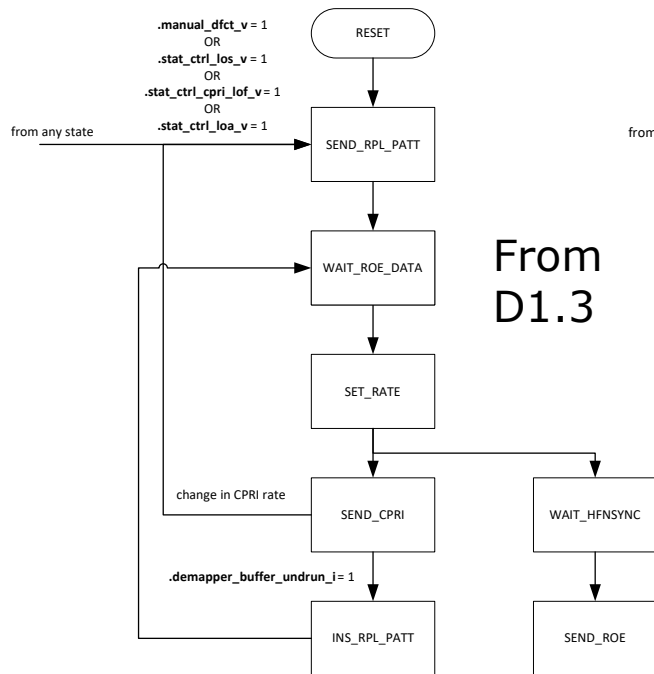 .manual_dfct_v = 1
OR
.stat_ctrl_los_v = 1
OR
.stat_ctrl_cpri_lof_v = 1
OR
.stat_ctrl_loa_v = 1
RESET
from any state
from
SEND_RPL_PATT
WAIT_ROE_DATA
From
D1.3
SET_RATE
change in CPRI rate
SEND_CPRI
WAIT_HFNSYNC
.demapper_buffer_undrun_i = 1
INS_RPL_PATT
SEND_ROE